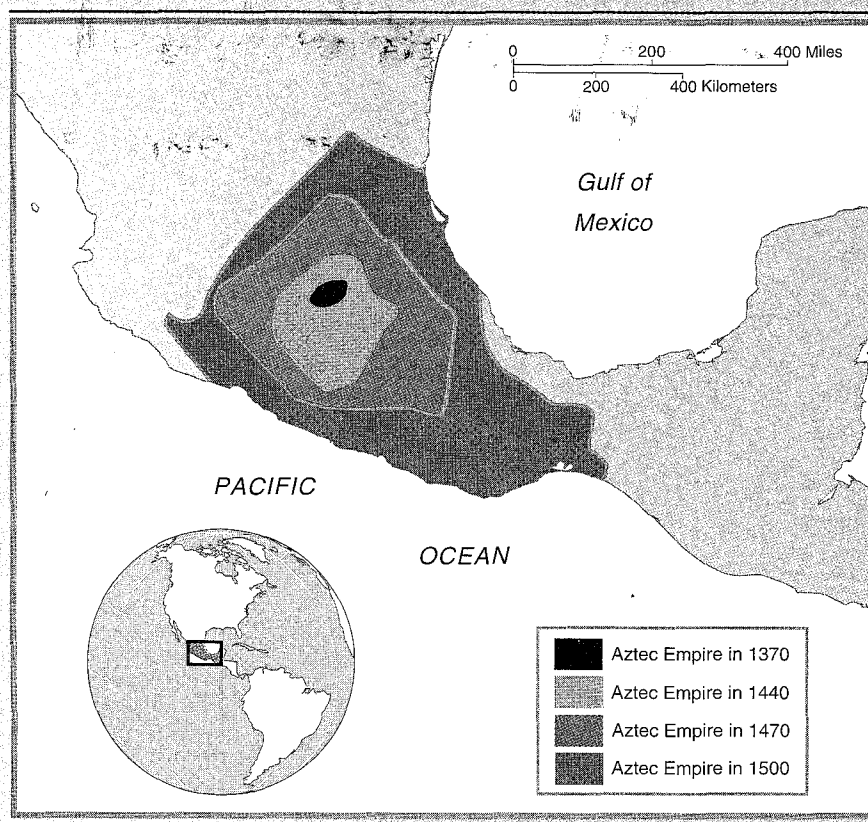 0 200 400 Miles
0 200 400 Kilometers
Gulf of
Mexico
PACIFIC
OCEAN
Aztec Empire in 1370
Aztec Empire in 1440
Aztec Empire in 1470
Aztec Empire in 1500